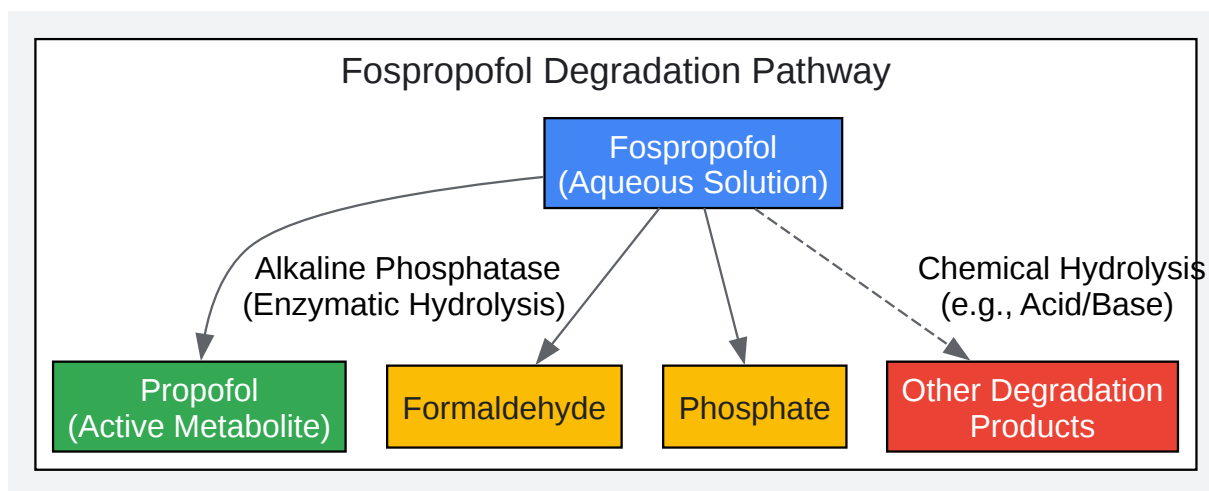 Fospropofol Degradation Pathway
Fospropofol
(Aqueous Solution)
Alkaline Phosphatase
(Enzymatic Hydrolysis)
Chemical Hydrolysis
(e.g., Acid/Base)
Propofol
(Active Metabolite)
Formaldehyde
Phosphate
Other Degradation
Products